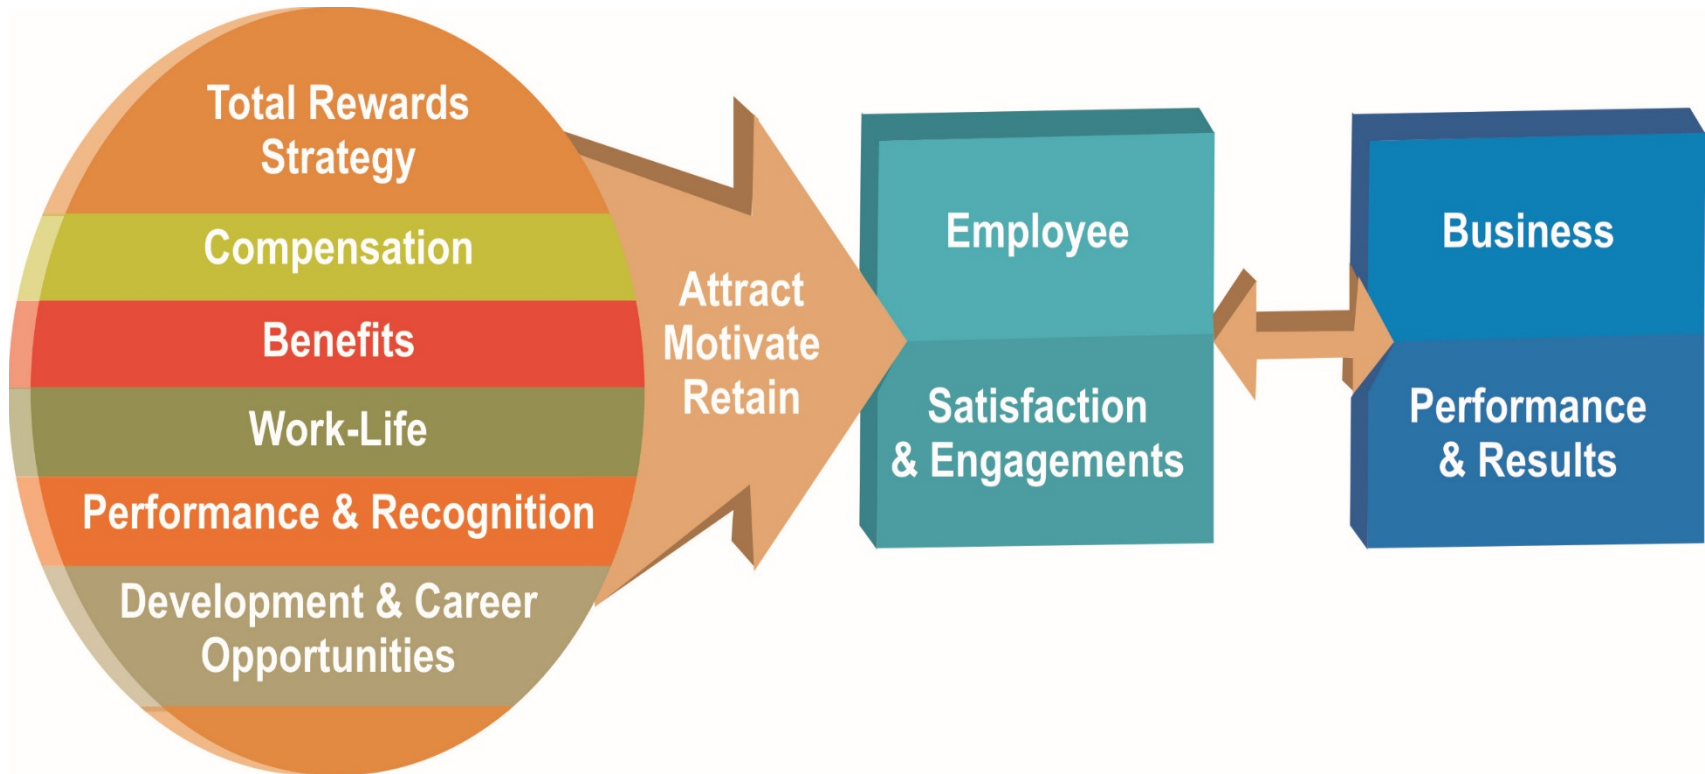 Total Rewards
Strategy
Compensation
Benefits
Work-Life
Performance & Recognition
Development & Career
Opportunities
Attract
Motivate
Retain
Employee
Satisfaction
& Engagements
Business
Performance
& Results